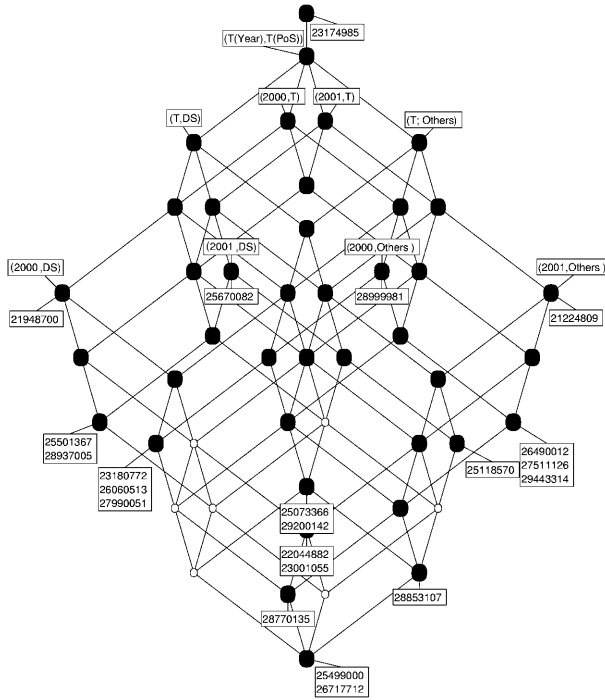 23174985
(T(Year),T(PoS))
(2000,T)
(2001,T)
(T,DS)
(T; Others)
(2001,DS)
(2000,Others )
(2000,DS)
(2001,Others )
25670082
28999981
21948700
21224809
25501367
28937005
26490012
27511126
29443314
25118570
23180772
26060513
27990051
25073366
29200142
22044882
23001055
28853107
28770135
25499000
26717712